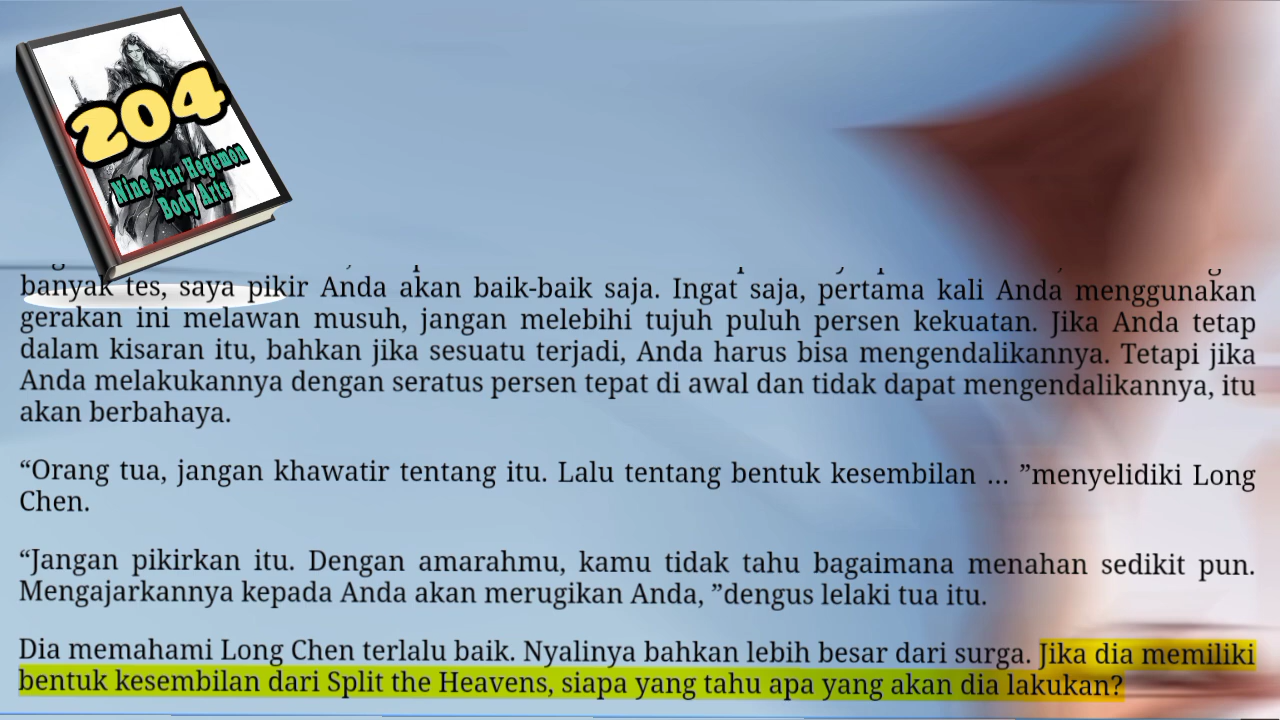 204
Nine Star Hegemon
Body Arts
banyak tes, saya pikir Anda akan baik-baik saja. Ingat saja, pertama kali Anda menggunakan
gerakan ini melawan musuh, jangan melebihi tujuh puluh persen kekuatan. Jika Anda tetap
dalam kisaran itu, bahkan jika sesuatu terjadi, Anda harus bisa mengendalikannya. Tetapi jika
Anda melakukannya dengan seratus persen tepat di awal dan tidak dapat mengendalikannya, itu
akan berbahaya.
“Orang tua, jangan khawatir tentang itu. Lalu tentang bentuk kesembilan ... ”menyelidiki Long
Chen.
“Jangan pikirkan itu. Dengan amarahmu, kamu tidak tahu bagaimana menahan sedikit pun.
Mengajarkannya kepada Anda akan merugikan Anda, ”dengus lelaki tua itu.
Dia memahami Long Chen terlalu baik. Nyalinya bahkan lebih besar dari surga. Jika dia memiliki
bentuk kesembilan dari Split the Heavens, siapa yang tahu apa yang akan dia lakukan?